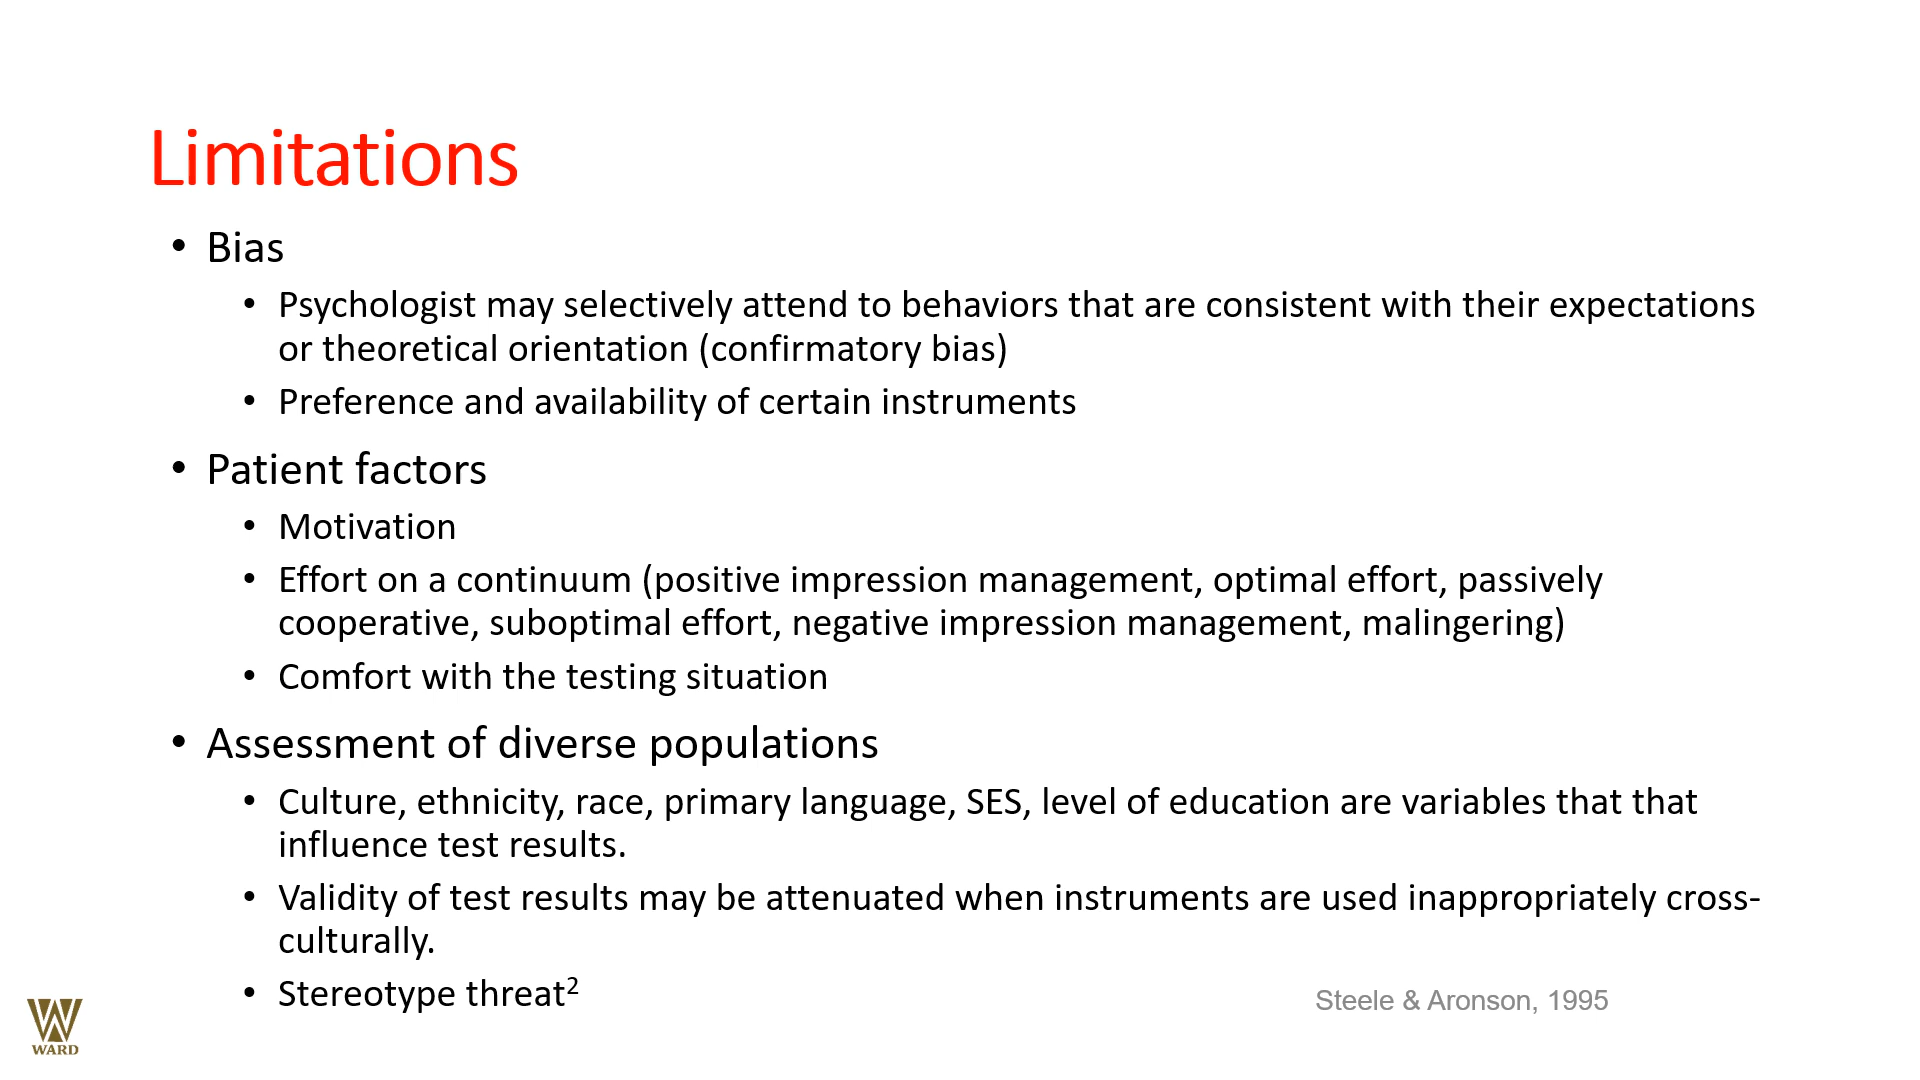 Limitations
• Bias
• Psychologist may selectively attend to behaviors that are consistent with their expectations
or theoretical orientation (confirmatory bias)
• Preference and availability of certain instruments
• Patient factors
• Motivation
• Effort on a continuum (positive impression management, optimal effort, passively
cooperative, suboptimal effort, negative impression management, malingering)
• Comfort with the testing situation
• Assessment of diverse populations
• Culture, ethnicity, race, primary language, SES, level of education are variables that that
influence test results.
• Validity of test results may be attenuated when instruments are used inappropriately cross-
culturally.
• Stereotype threat²
Steele & Aronson, 1995
WARD